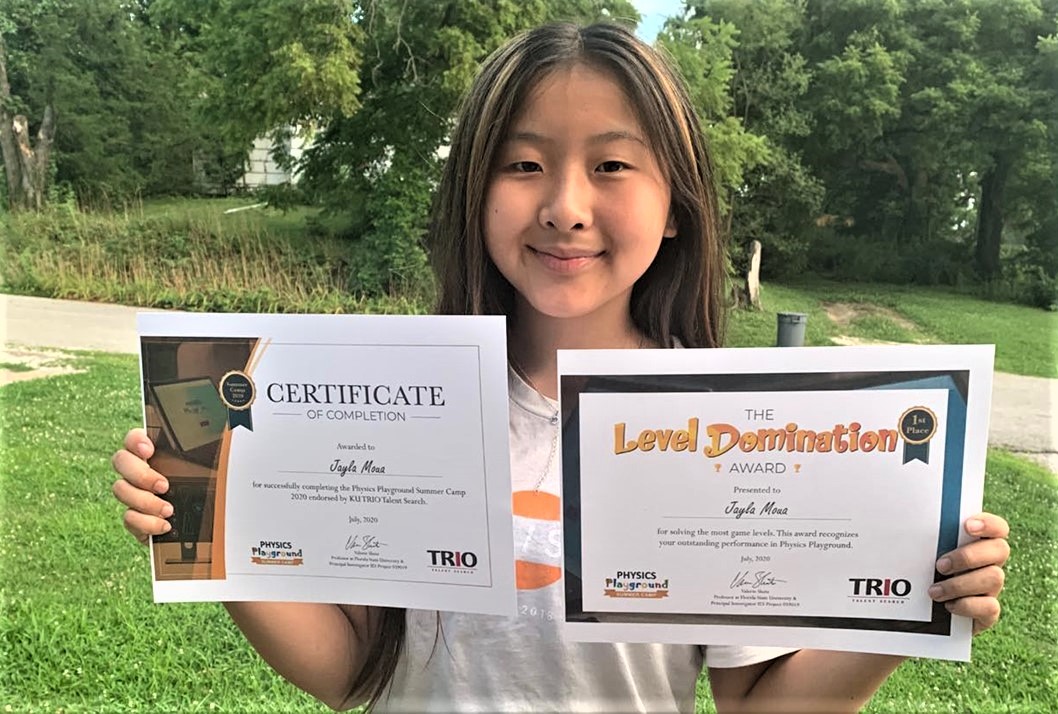 Summer
Camp
2020
CERTIFICATE
OF COMPLETION
Awarded to
Jayla Moua
for successfully completing the Physics Playground Summer Camp
2020 endorsed by KU TRIO Talent Search.
July, 2020
Valerie Shute
Professor at Florida State University &
Principal Investigator IES Project
PHYSICS
Playground
SUMMER CAMP
TRIO
TALENT SEARCH
THE
Level Domination
AWARD
1st
Place
Presented to
Jayla Moua
for solving the most game levels. This award recognizes
your outstanding performance in Physics Playground.
July, 2020
Valerie Shute
Professor at Florida State University &
Principal Investigator IES Project
PHYSICS
Playground
SUMMER CAMP
TRIO
TALENT SEARCH